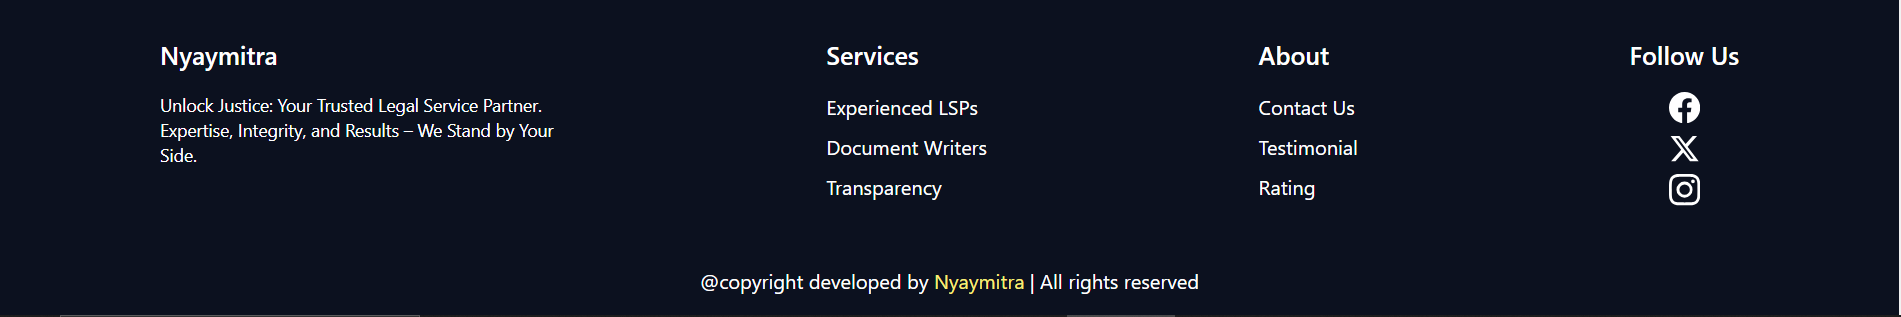 Nyaymitra
Unlock Justice: Your Trusted Legal Service Partner.
Expertise, Integrity, and Results – We Stand by Your
Side.
Services
Experienced LSPs
Document Writers
Transparency
About
Contact Us
Testimonial
Rating
Follow Us
@copyright developed by Nyaymitra | All rights reserved